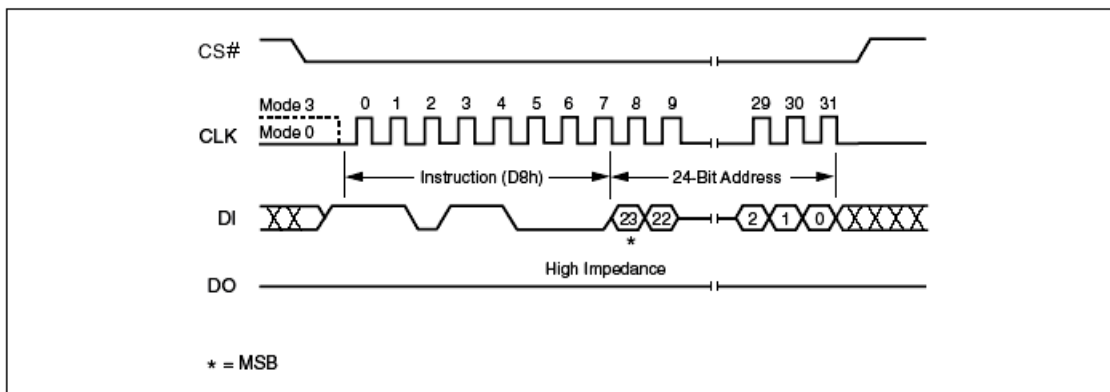 CS#
Mode 3
0 1 2 3 4 5 6 7 8 9 29 30 31
CLK
Mode 0
Instruction (D8h)
24-Bit Address
DI
23 22 2 1 0
*
High Impedance
DO
* = MSB